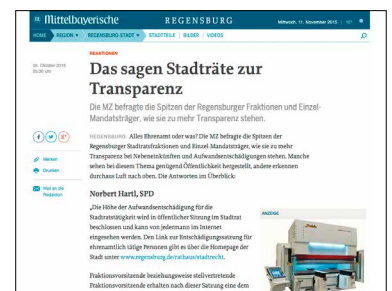 Mittelbayerische
REGENSBURG
Mittwoch, 11. November 2015
HOME
REGION
REGENSBURG-STADT
STADTTEILE
BILDER
VIDEOS
REAKTIONEN
Oktober 2015
05:30 Uhr
Das sagen Stadträte zur
Transparenz
Die MZ befragte die Spitzen der Regensburger Fraktionen und Einzel-
Mandatsträger, wie sie zu mehr Transparenz stehen.
REGENSBURG. Alles Ehrenamt oder was? Die MZ befragte die Spitzen der
Regensburger Stadtratsfraktionen und Einzel-Mandatsträger, wie sie zu mehr
Transparenz bei Nebeneinkünften und Aufwandsentschädigungen stehen. Manche
sehen bei diesem Thema genügend Öffentlichkeit hergestellt, andere erkennen
durchaus Luft nach oben. Die Antworten im Überblick:
Merken
Drucken
Mail an die
Redaktion
Norbert Hartl, SPD
„Die Höhe der Aufwandsentschädigung für die
Stadtratstätigkeit wird in öffentlicher Sitzung im Stadtrat
beschlossen und kann von jedermann im Internet
eingesehen werden. Den Link zur Entschädigungssatzung für
ehrenamtlich tätige Personen gibt es über die Homepage der
Stadt unter www.regensburg.de/rathaus/stadtrecht.
Fraktionsvorsitzende beziehungsweise stellvertretende
Fraktionsvorsitzende erhalten nach dieser Satzung eine dem
ANZEIGE